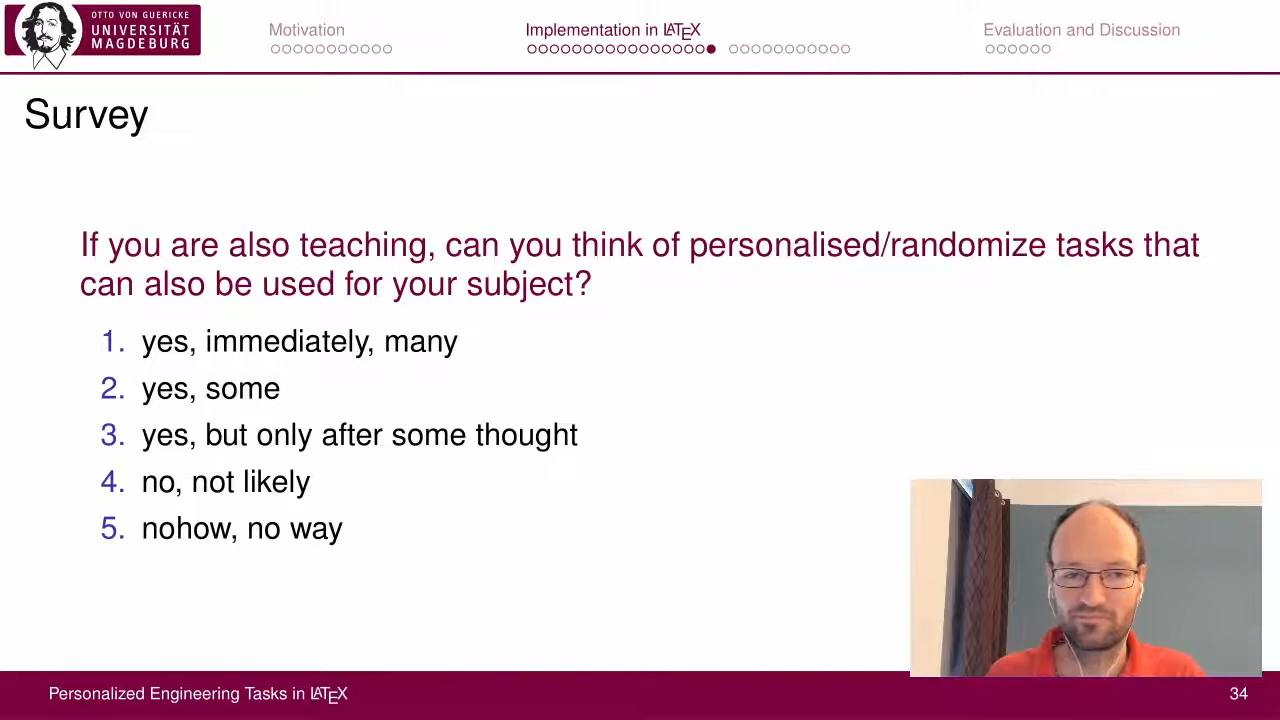 OTTO VON GUERICKE
UNIVERSITÄT
MAGDEBURG
Motivation
Implementation in LATEX
Evaluation and Discussion
Survey
If you are also teaching, can you think of personalised/randomize tasks that
can also be used for your subject?
1. yes, immediately, many
2. yes, some
3. yes, but only after some thought
4. no, not likely
5. nohow, no way
Personalized Engineering Tasks in LATEX
34